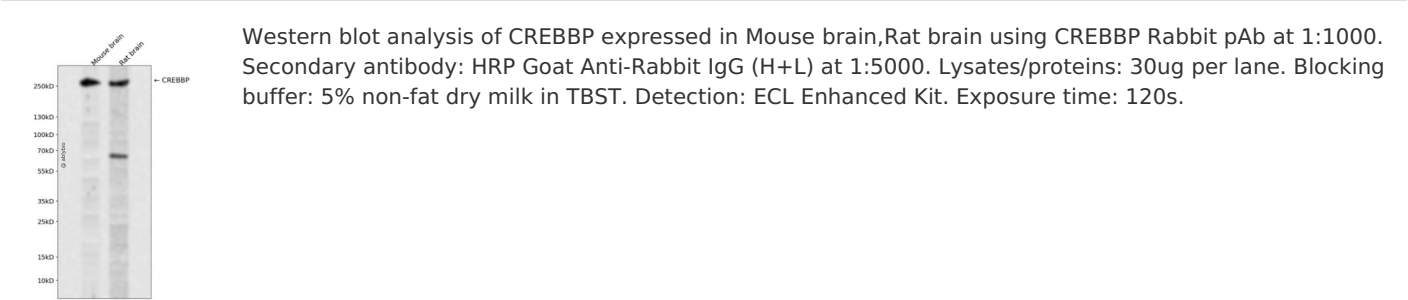 Mouse brain
Rat brain
Western blot analysis of CREBBP expressed in Mouse brain,Rat brain using CREBBP Rabbit pAb at 1:1000.
Secondary antibody: HRP Goat Anti-Rabbit IgG (H+L) at 1:5000. Lysates/proteins: 30ug per lane. Blocking
buffer: 5% non-fat dry milk in TBST. Detection: ECL Enhanced Kit. Exposure time: 120s.
← CREBBP
250kD
130kD
100kD
70kD
55kD
35kD
25kD
15kD
10kD